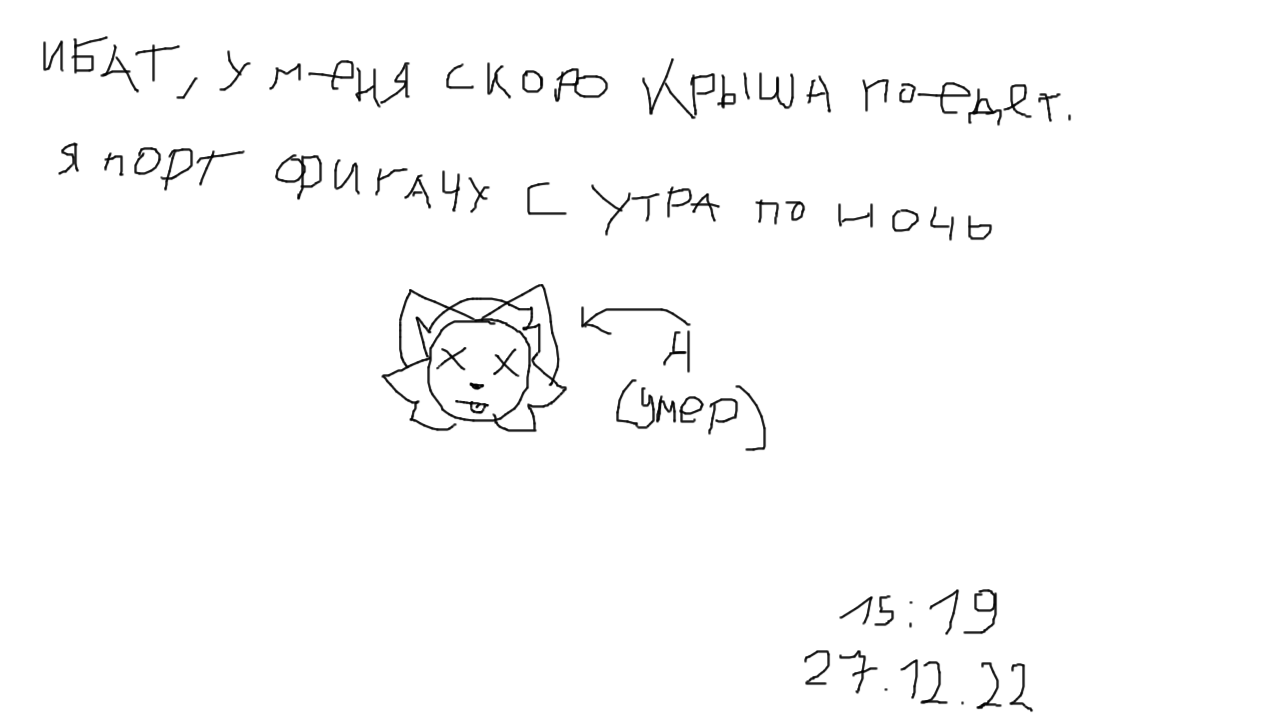 ИБАТ, У МЕНЯ СКОРО КРЫША ПОЕДЕТ.
Я ПОРТ ФИГАЧУ С УТРА ПО НОЧЬ
Я
(умер)
15:19
27.12.22